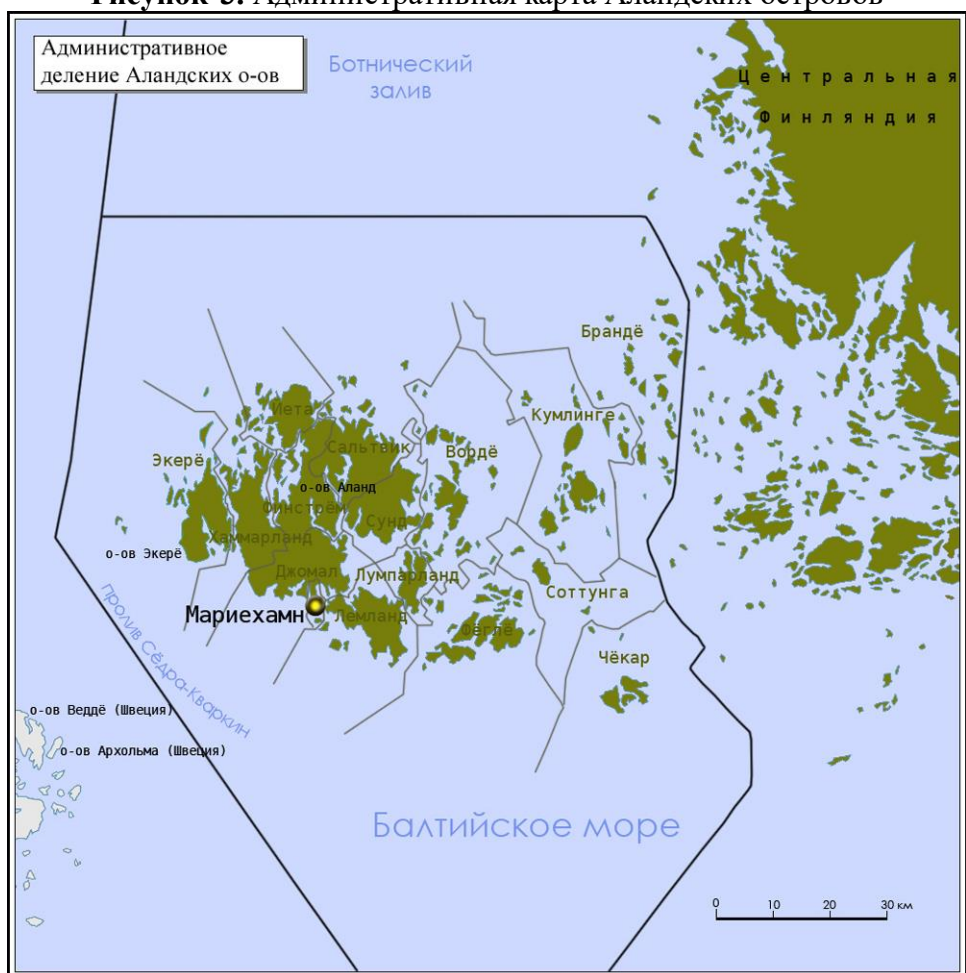 Рисунок 3. Административная карта Аландских островов
Административное
деление Аландских о-ов
Ботнический
залив
Центральная
Финляндия
Брандё
Иета
Кумлинге
Сальтвик
Вордё
Экерё
о-ов Аланд
Финстрём
Сунд
Хаммарланд
о-ов Экерё
Джомал
Лумпарланд
Соттунга
Мариехамн
Лемланд
Фёглё
пролив Сёдра-Кваркин
Чёкар
о-ов Веддё (Швеция)
о-ов Архольма (Швеция)
Балтийское море
0 10 20 30 км